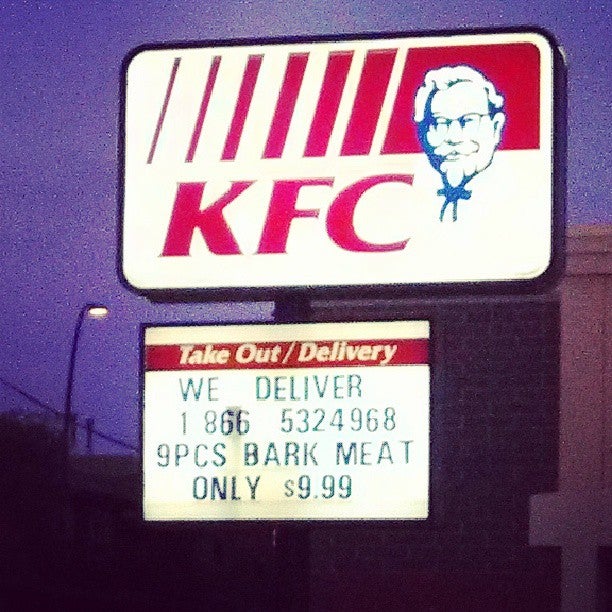 KFC
Take Out/Delivery
WE DELIVER
1 866 5324968
9PCS BARK MEAT
ONLY $9.99